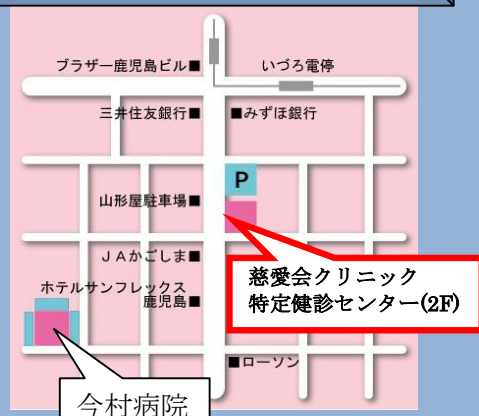 ブラザー鹿児島ビル■
いづろ電停
三井住友銀行■
■みずほ銀行
P
山形屋駐車場■
JAかごしま■
慈愛会クリニック
特定健診センター(2F)
ホテルサンフレックス
鹿児島■
■ローソン
今村病院